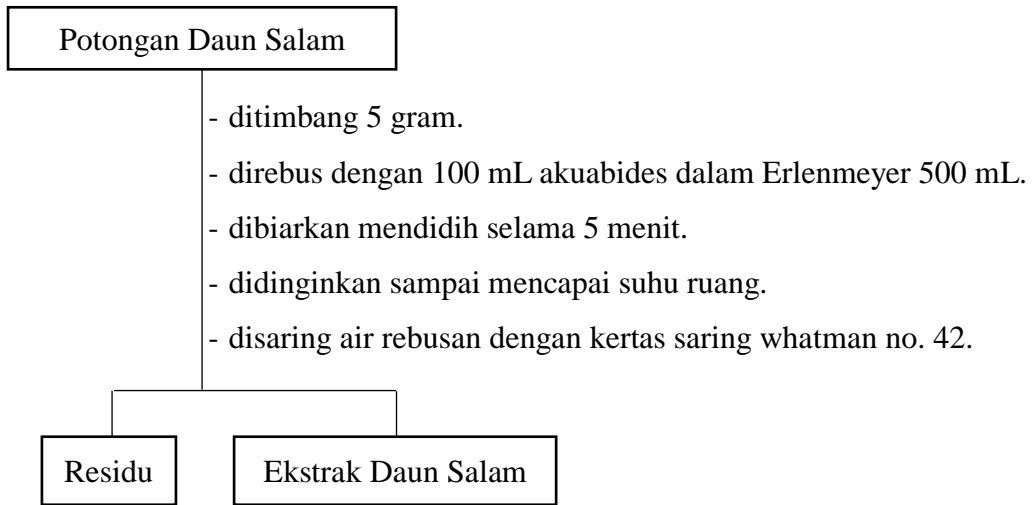 Potongan Daun Salam
- ditimbang 5 gram.
- direbus dengan 100 mL akuabides dalam Erlenmeyer 500 mL.
- dibiarkan mendidih selama 5 menit.
- didinginkan sampai mencapai suhu ruang.
- disaring air rebusan dengan kertas saring whatman no. 42.
Residu
Ekstrak Daun Salam